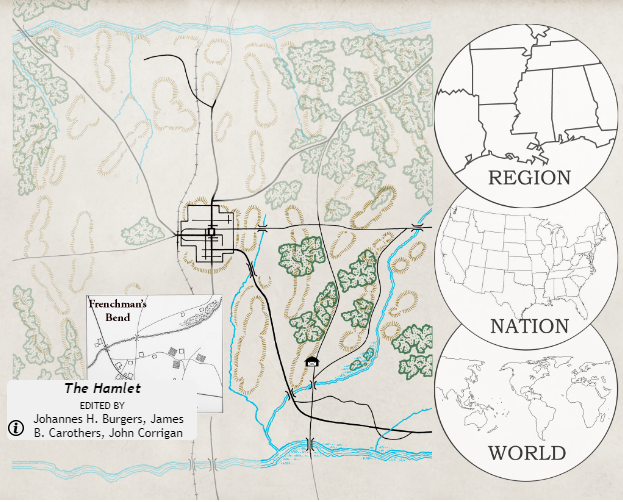 REGION
NATION
WORLD
Frenchman's
Bend
The Hamlet
EDITED BY
Johannes H. Burgers, James
B. Carothers, John Corrigan